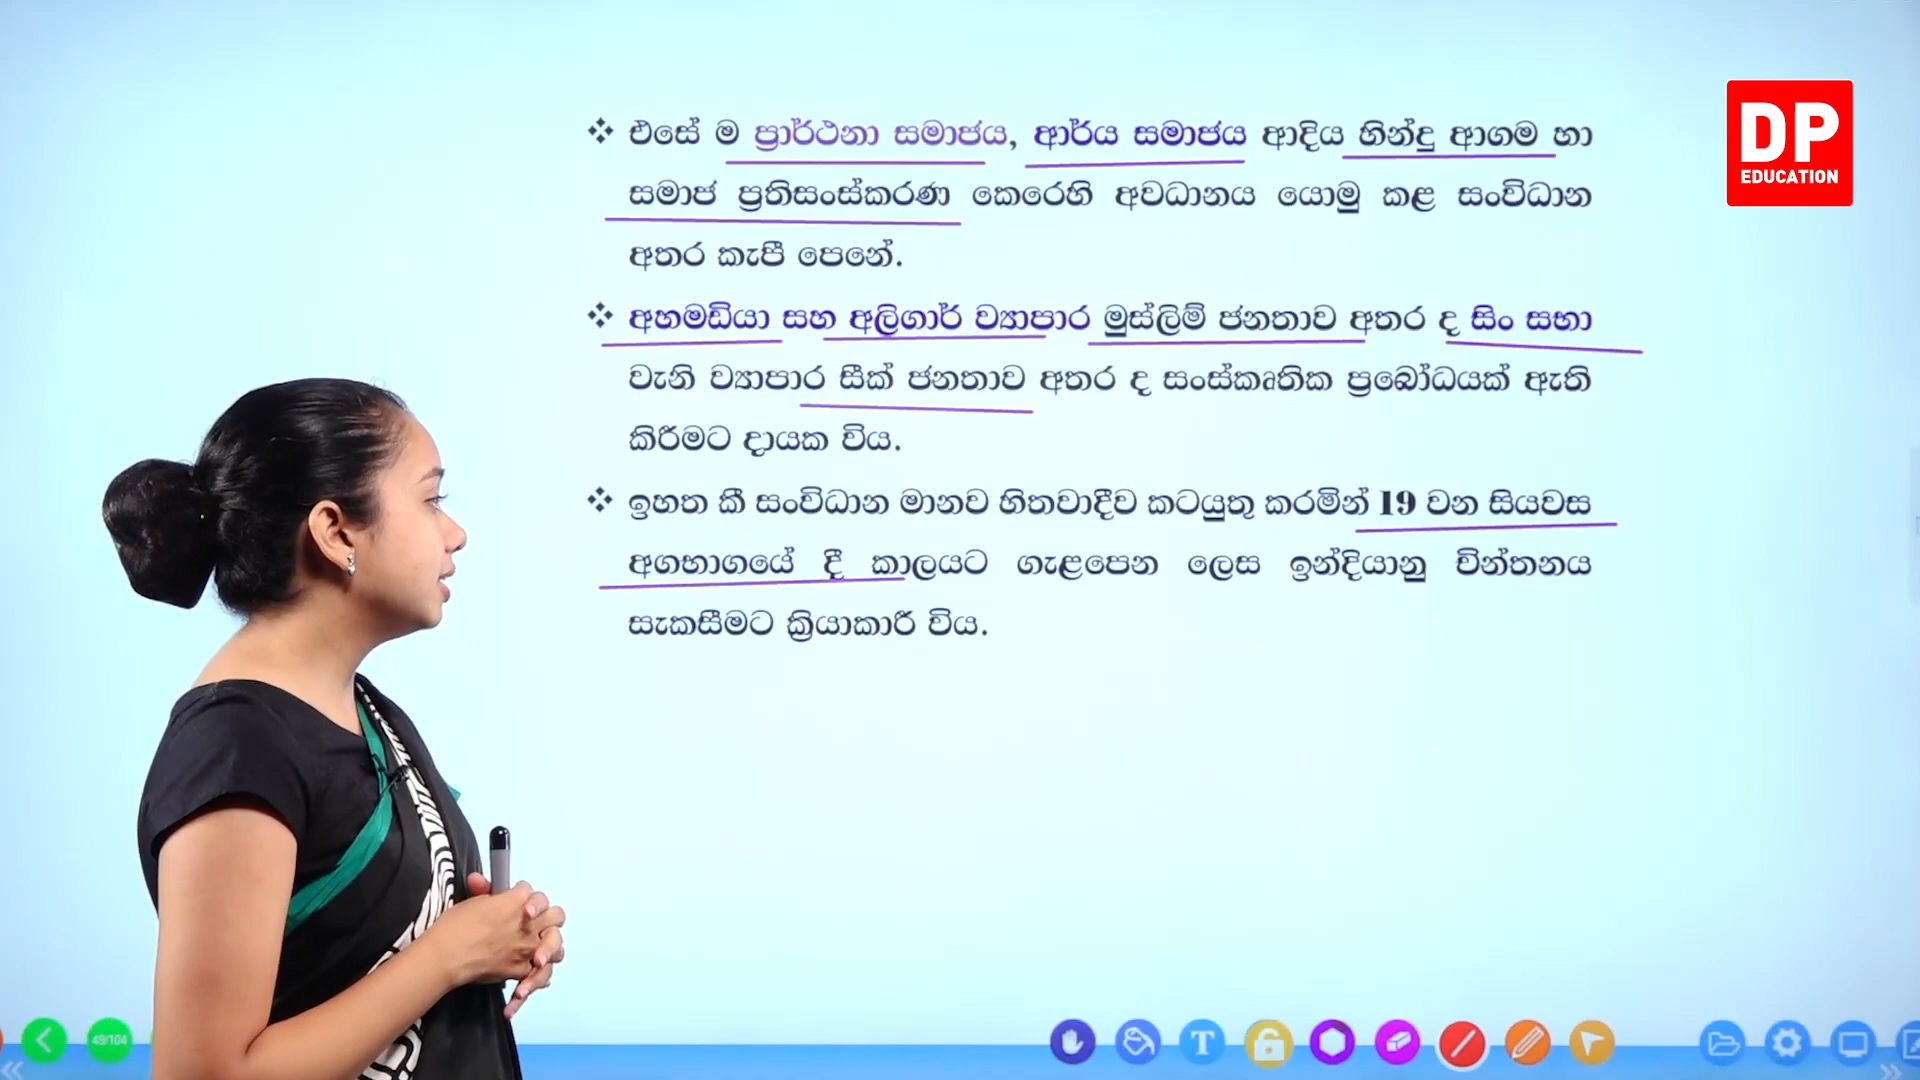 DP
EDUCATION
❖ එසේ ම ප්‍රාර්ථනා සමාජය, ආර්ය සමාජය ආදිය හින්දු ආගම හා
සමාජ ප්‍රතිසංස්කරණ කෙරෙහි අවධානය යොමු කළ සංවිධාන
අතර කැපී පෙනේ.
❖ අහමඩියා සහ අලිගාර් ව්‍යාපාර මුස්ලිම් ජනතාව අතර ද සිං සභා
වැනි ව්‍යාපාර සීක් ජනතාව අතර ද සංස්කෘතික ප්‍රබෝධයක් ඇති
කිරීමට දායක විය.
❖ ඉහත කී සංවිධාන මානව හිතවාදීව කටයුතු කරමින් 19 වන සියවස
අගභාගයේ දී කාලයට ගැළපෙන ලෙස ඉන්දියානු චින්තනය
සැකසීමට ක්‍රියාකාරී විය.
49/104
T